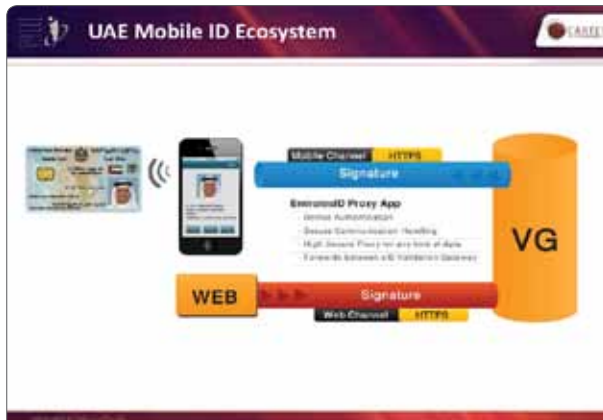 UAE Mobile ID Ecosystem
Mobile Channel HTTPS
Signature
EmiratesID Proxy App
- Device Authentication
- Secure Communication Handling
- High Secure Proxy for any kind of data
- Forwards between eID Validation Gateway
VG
WEB
Signature
Web Channel HTTPS